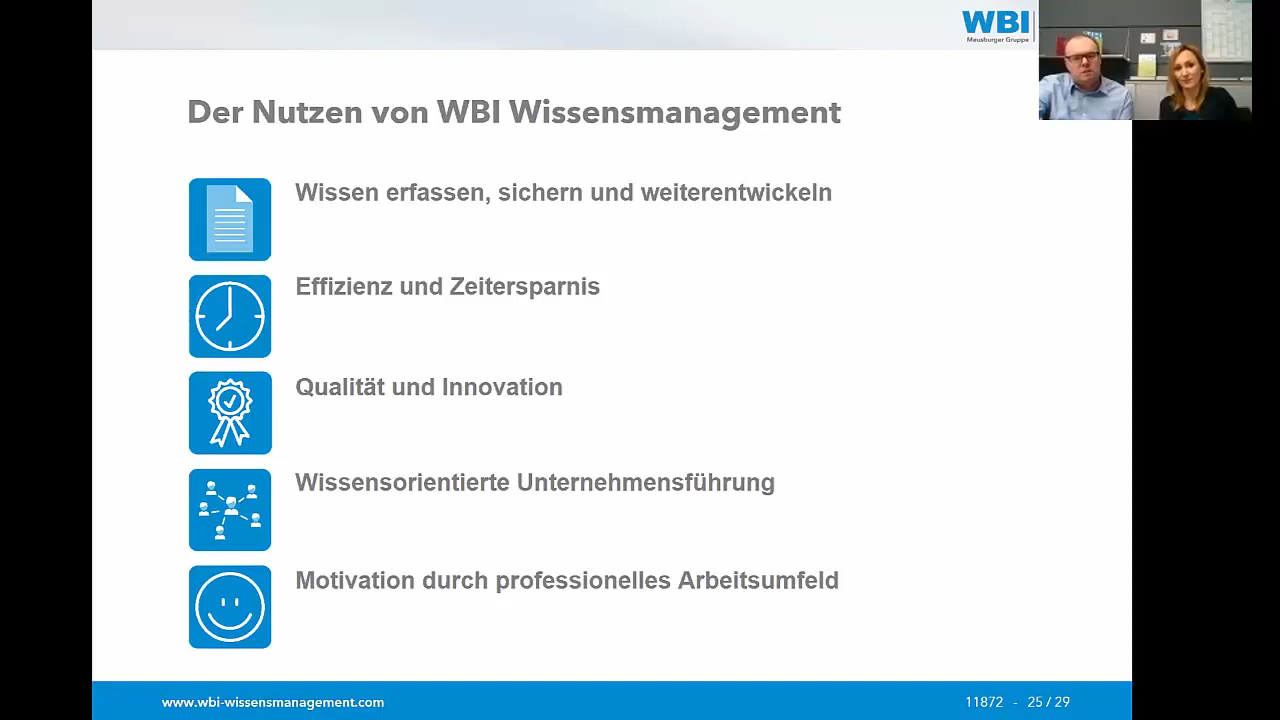 WBI
Meusburger Gruppe
Der Nutzen von WBI Wissensmanagement
Wissen erfassen, sichern und weiterentwickeln
Effizienz und Zeitersparnis
Qualität und Innovation
Wissensorientierte Unternehmensführung
Motivation durch professionelles Arbeitsumfeld
www.wbi-wissensmanagement.com
11872 - 25 / 29